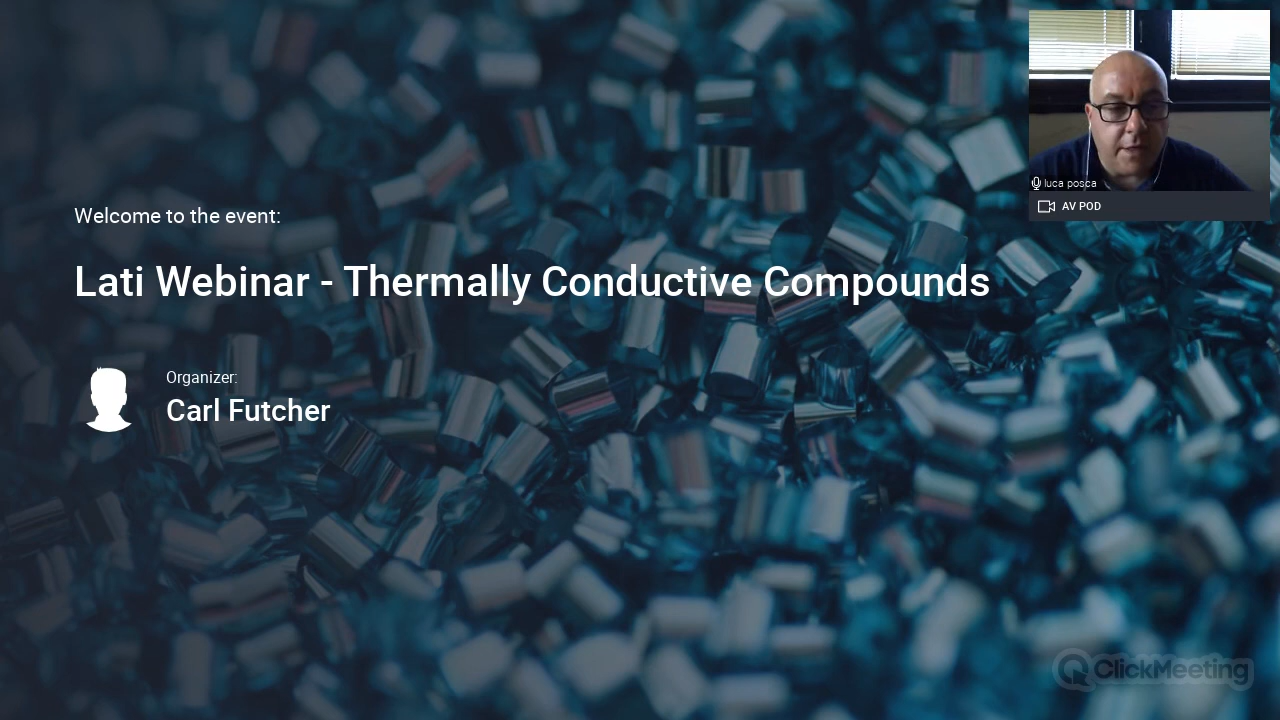 Welcome to the event:
Lati Webinar - Thermally Conductive Compounds
Organizer:
Carl Futcher
luca posca
AV POD
ClickMeeting